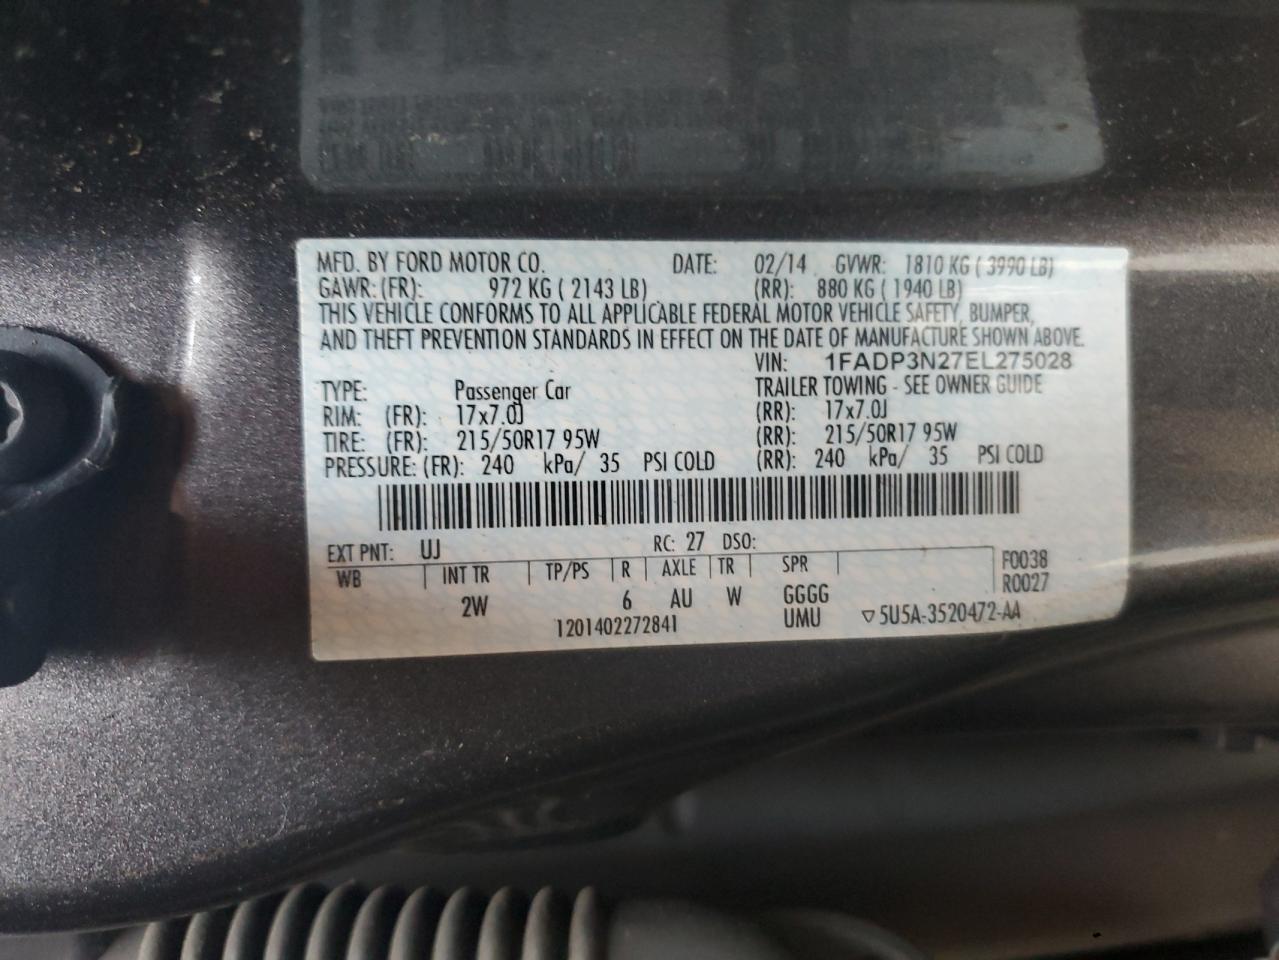 MFD. BY FORD MOTOR CO. DATE: 02/14 GVWR: 1810 KG ( 3990 LB)
GAWR: (FR): 972 KG ( 2143 LB) (RR): 880 KG ( 1940 LB)
THIS VEHICLE CONFORMS TO ALL APPLICABLE FEDERAL MOTOR VEHICLE SAFETY, BUMPER,
AND THEFT PREVENTION STANDARDS IN EFFECT ON THE DATE OF MANUFACTURE SHOWN ABOVE.
VIN: 1FADP3N27EL275028
TYPE: Passenger Car TRAILER TOWING - SEE OWNER GUIDE
RIM: (FR): 17x7.0J (RR): 17x7.0J
TIRE: (FR): 215/50R17 95W (RR): 215/50R17 95W
PRESSURE: (FR): 240 kPa/ 35 PSI COLD (RR): 240 kPa/ 35 PSI COLD
EXT PNT: UJ RC: 27 DSO:
WB INT TR TP/PS R AXLE TR SPR F0038
R0027
2W 6 AU W GGGG
1201402272841 UMU ▽5U5A-3520472-AA